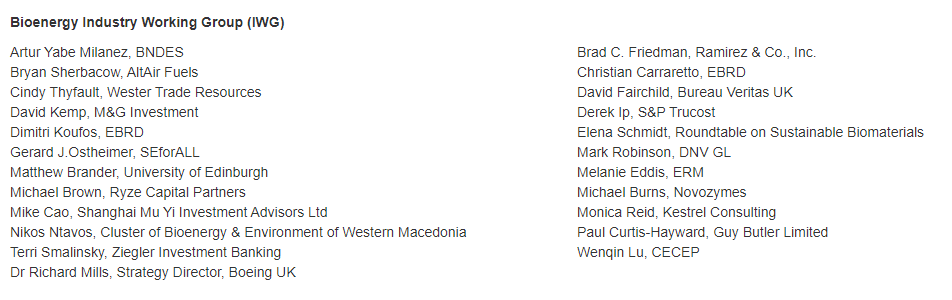 Bioenergy Industry Working Group (IWG)
Artur Yabe Milanez, BNDES
Bryan Sherbacow, AltAir Fuels
Cindy Thyfault, Wester Trade Resources
David Kemp, M&G Investment
Dimitri Koufos, EBRD
Gerard J.Ostheimer, SEforALL
Matthew Brander, University of Edinburgh
Michael Brown, Ryze Capital Partners
Mike Cao, Shanghai Mu Yi Investment Advisors Ltd
Nikos Ntavos, Cluster of Bioenergy & Environment of Western Macedonia
Terri Smalinsky, Ziegler Investment Banking
Dr Richard Mills, Strategy Director, Boeing UK
Brad C. Friedman, Ramirez & Co., Inc.
Christian Carraretto, EBRD
David Fairchild, Bureau Veritas UK
Derek Ip, S&P Trucost
Elena Schmidt, Roundtable on Sustainable Biomaterials
Mark Robinson, DNV GL
Melanie Eddis, ERM
Michael Burns, Novozymes
Monica Reid, Kestrel Consulting
Paul Curtis-Hayward, Guy Butler Limited
Wenqin Lu, CECEP